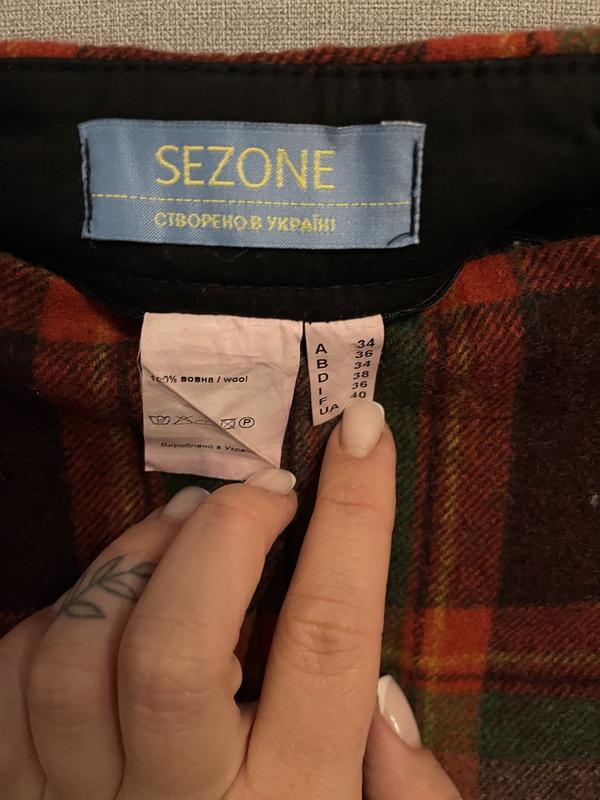 SEZONE
СТВОРЕНО В УКРАЇНІ
100% вовна / wool
P
Вироблено в Україні
A 34
B 36
D 34
I 38
F 36
UA 40